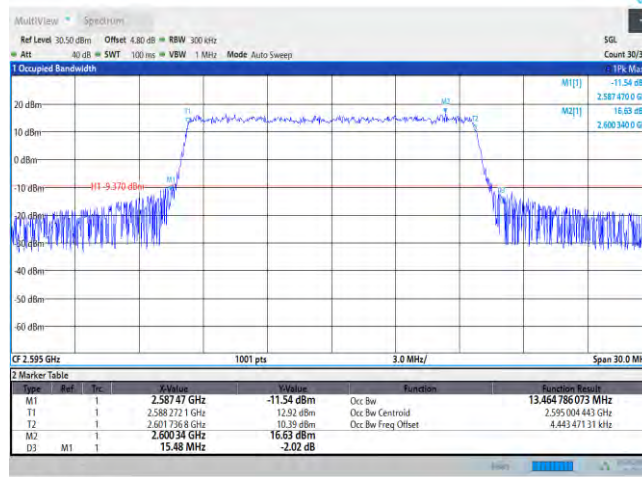 MultiView Spectrum
Ref Level 30.50 dBm Offset 4.80 dB RBW 300 kHz SGL
Att 40 dB SWT 100 ms VBW 1 MHz Mode Auto Sweep Count 30/3
1 Occupied Bandwidth 1Pk Ma
M1[1] -11.54 dB
2.587 470 0 G
M2[1] 16.63 dB
2.600 340 0 G
20 dBm
10 dBm
0 dBm
-10 dBm
-20 dBm
-30 dBm
-40 dBm
-50 dBm
-60 dBm
H1 -9.370 dBm
T1
M2
T2
M1
CF 2.595 GHz 1001 pts 3.0 MHz/ Span 30.0 MH
2 Marker Table
Type Ref Trc X-Value Y-Value Function Function Result
M1 1 2.587 47 GHz -11.54 dBm Occ Bw 13.464 786 073 MHz
T1 1 2.588 272 1 GHz 12.92 dBm Occ Bw Centroid 2.595 004 443 GHz
T2 1 2.601 736 8 GHz 10.39 dBm Occ Bw Freq Offset 4.443 471 31 kHz
M2 1 2.600 34 GHz 16.63 dBm
D3 M1 1 15.48 MHz -2.02 dB